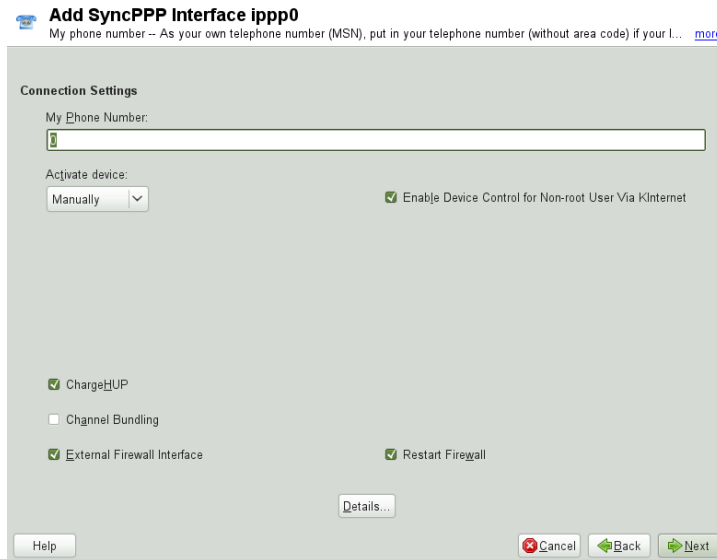 Add SyncPPP Interface ippp0
My phone number -- As your own telephone number (MSN), put in your telephone number (without area code) if your l... more
Connection Settings
My Phone Number:
0
Activate device:
Manually
Enable Device Control for Non-root User Via KInternet
ChargeHUP
Channel Bundling
External Firewall Interface
Restart Firewall
Details...
Help
Cancel
Back
Next